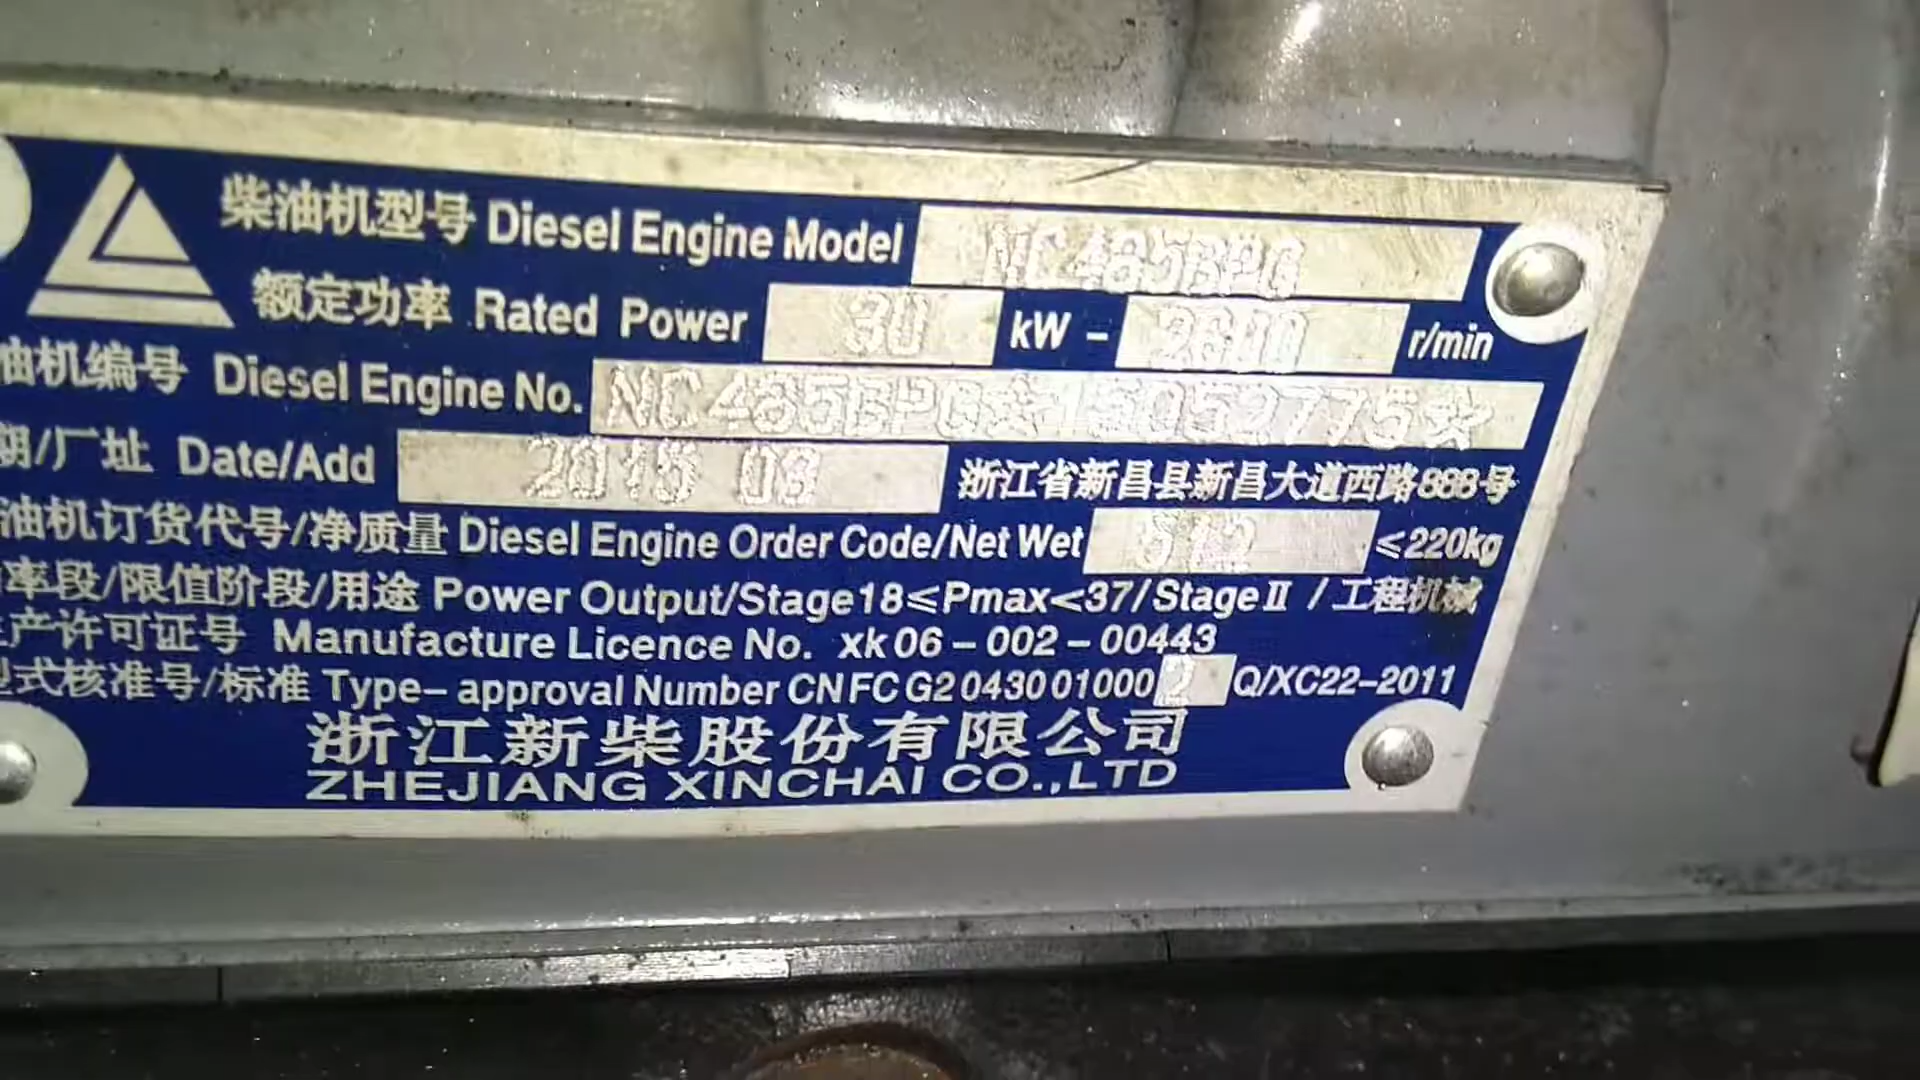 柴油机型号 Diesel Engine Model NC485BPG
额定功率 Rated Power 30 kW - 2600 r/min
油机编号 Diesel Engine No. NC485BPG☆15052775☆
期/厂址 Date/Add 2015 08 浙江省新昌县新昌大道西路888号
油机订货代号/净质量 Diesel Engine Order Code/Net Wet 512 ≤220kg
率段/限值阶段/用途 Power Output/Stage 18≤Pmax<37/Stage Ⅱ / 工程机械
产许可证号 Manufacture Licence No. xk06-002-00443
型式核准号/标准 Type-approval Number CNFC G2 0430 01000 2 Q/XC22-2011
浙江新柴股份有限公司
ZHEJIANG XINCHAI CO.,LTD